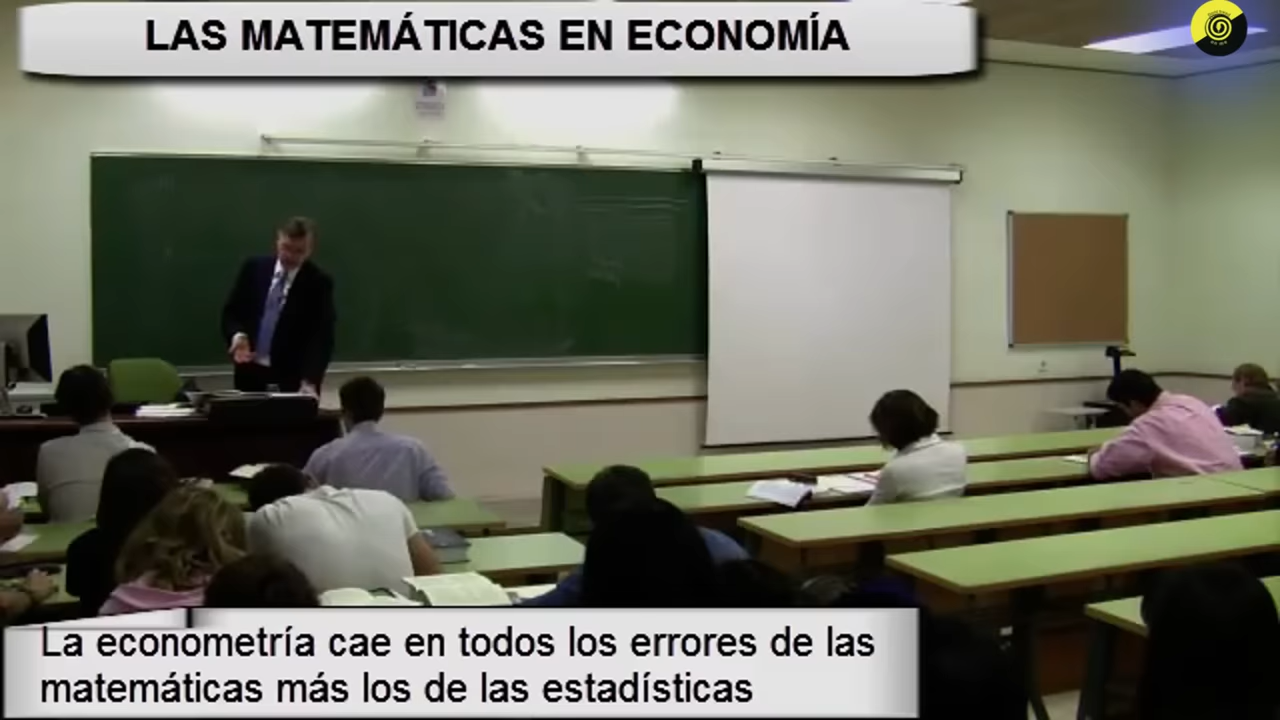 LAS MATEMÁTICAS EN ECONOMÍA
La econometría cae en todos los errores de las
matemáticas más los de las estadísticas